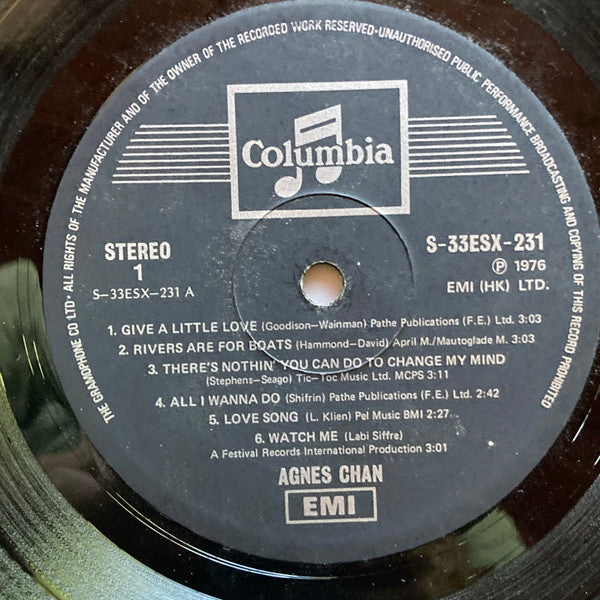 THE GRAMOPHONE CO LTD • ALL RIGHTS OF THE MANUFACTURER AND OF THE OWNER OF THE RECORDED WORK RESERVED • UNAUTHORISED PUBLIC PERFORMANCE BROADCASTING AND COPYING OF THIS RECORD PROHIBITED
Columbia
STEREO
1
S-33ESX-231 A
S-33ESX-231
Ⓟ 1976
EMI (HK) LTD.
1. GIVE A LITTLE LOVE (Goodison-Wainman) Pathe Publications (F.E.) Ltd. 3:03
2. RIVERS ARE FOR BOATS (Hammond-David) April M./Mautoglade M. 3:03
3. THERE'S NOTHIN' YOU CAN DO TO CHANGE MY MIND
(Stephens-Seago) Tic-Toc Music Ltd. MCPS 3:11
4. ALL I WANNA DO (Shifrin) Pathe Publications (F.E.) Ltd 2:42
5. LOVE SONG (L. Klien) Pel Music BMI 2:27
6. WATCH ME (Labi Siffre)
A Festival Records International Production 3:01
AGNES CHAN
EMI